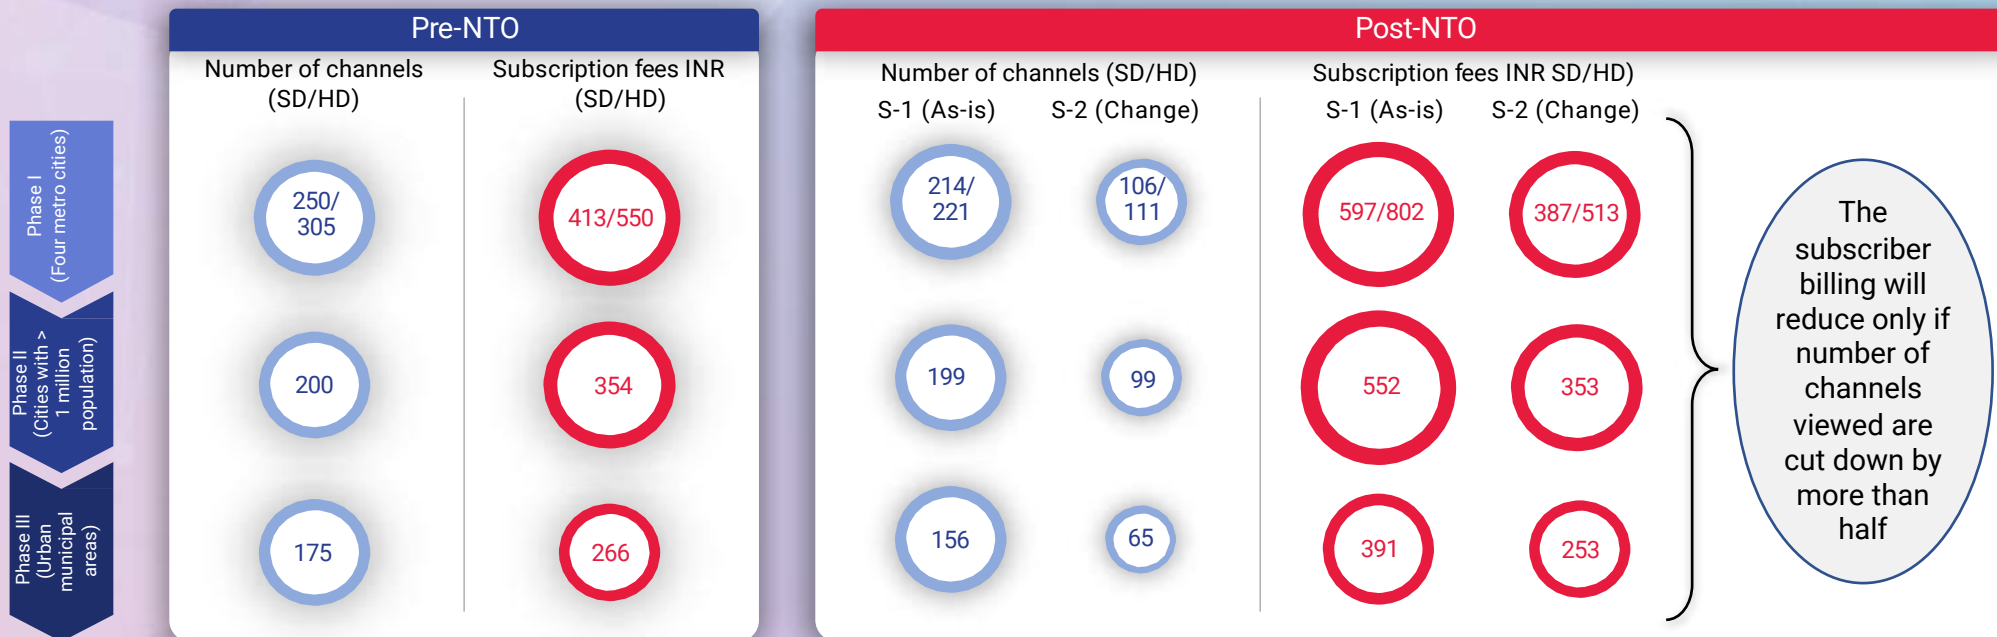 Pre-NTO
Number of channels
(SD/HD)
Subscription fees INR
(SD/HD)
Post-NTO
Number of channels (SD/HD)
S-1 (As-is)
S-2 (Change)
Subscription fees INR SD/HD)
S-1 (As-is)
S-2 (Change)
Phase I
(Four metro cities)
250/
305
413/550
214/
221
106/
111
597/802
387/513
Phase II
(Cities with >
1 million
population)
200
354
199
99
552
353
Phase III
(Urban
municipal
areas)
175
266
156
65
391
253
The
subscriber
billing will
reduce only if
number of
channels
viewed are
cut down by
more than
half